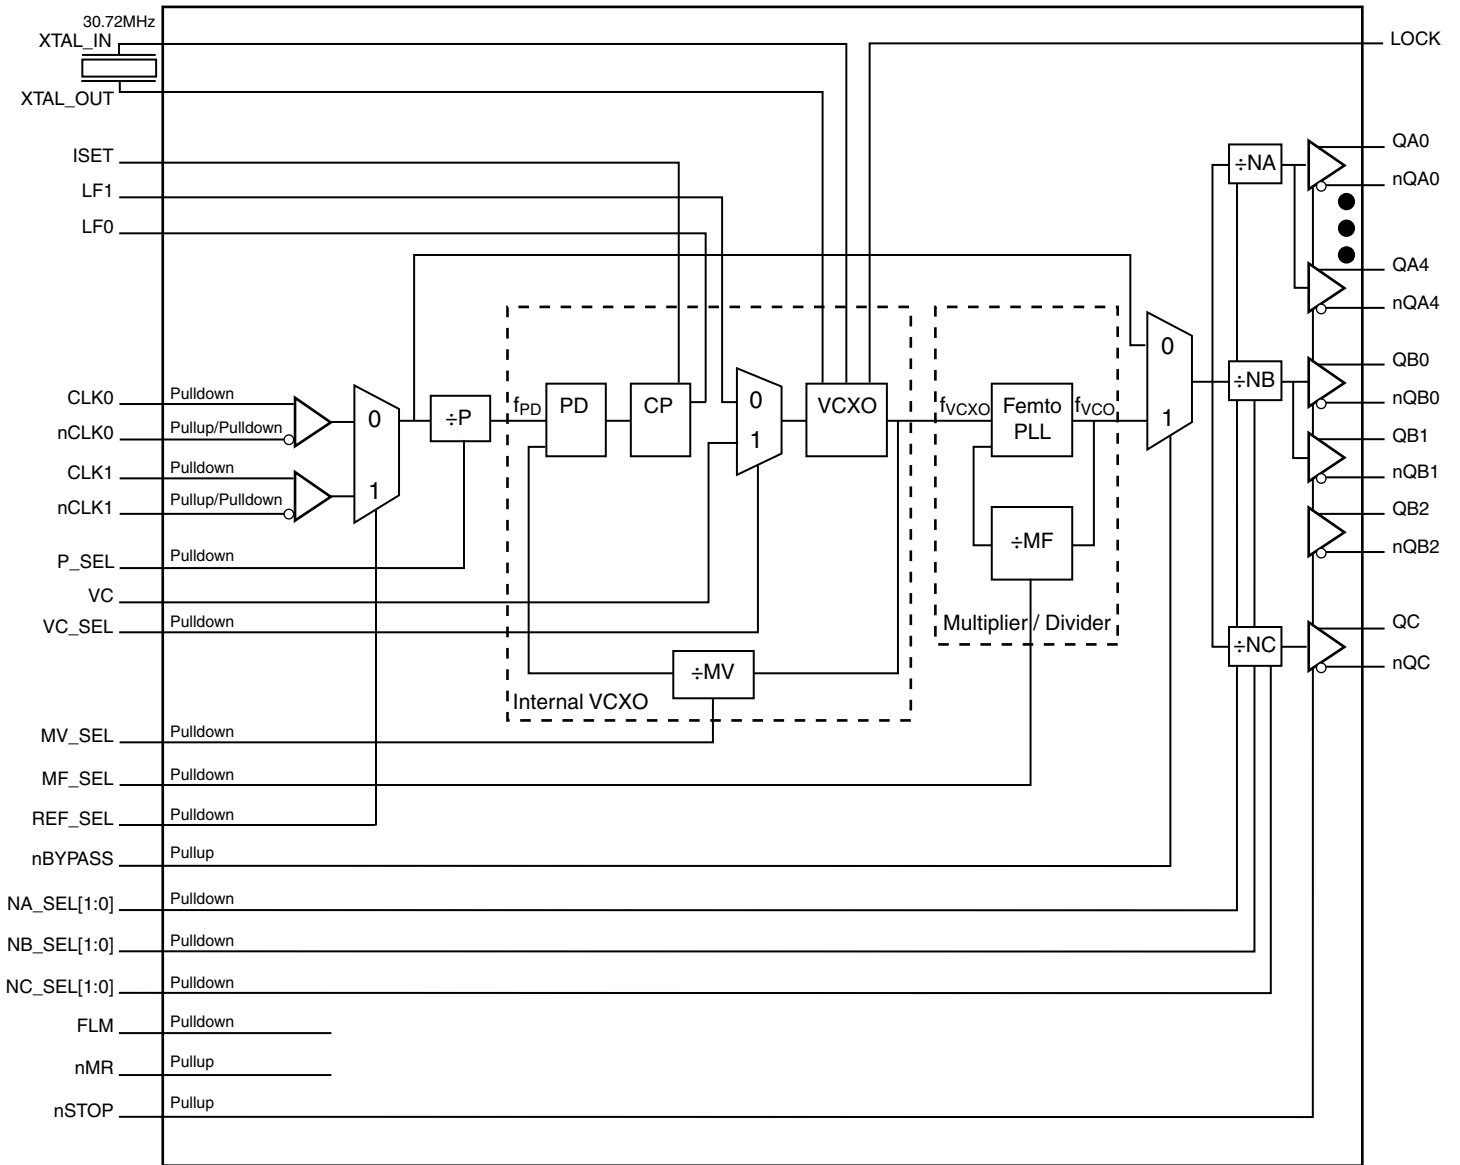 30.72MHz
XTAL_IN
XTAL_OUT
ISET
LF1
LF0
CLK0 Pulldown
nCLK0 Pullup/Pulldown
CLK1 Pulldown
nCLK1 Pullup/Pulldown
P_SEL Pulldown
VC
VC_SEL Pulldown
MV_SEL Pulldown
MF_SEL Pulldown
REF_SEL Pulldown
nBYPASS Pullup
NA_SEL[1:0] Pulldown
NB_SEL[1:0] Pulldown
NC_SEL[1:0] Pulldown
FLM Pulldown
nMR Pullup
nSTOP Pullup
0
1
÷P
fPD
PD
CP
0
1
VCXO
÷MV
Internal VCXO
fVCXO
Femto
PLL
fVCO
÷MF
Multiplier / Divider
0
1
÷NA
÷NB
÷NC
LOCK
QA0
nQA0
QA4
nQA4
QB0
nQB0
QB1
nQB1
QB2
nQB2
QC
nQC